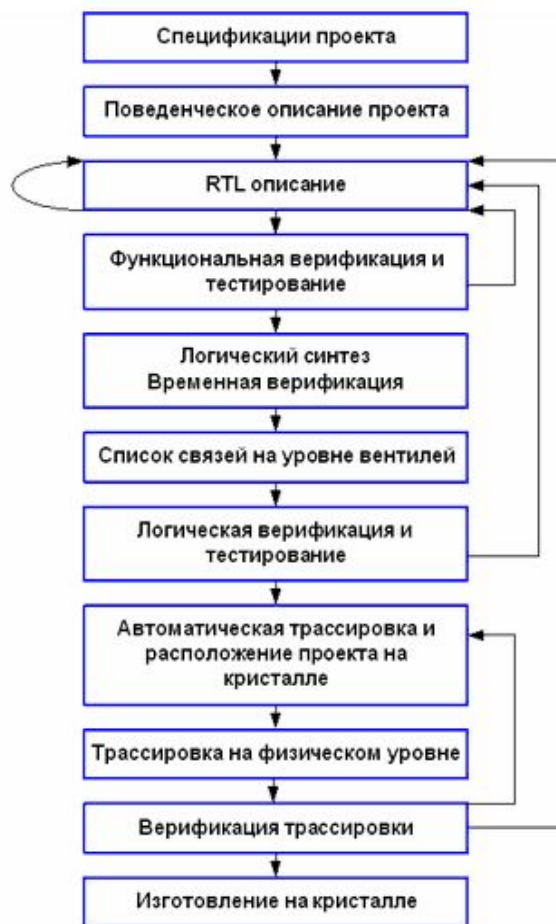 Спецификации проекта
Поведенческое описание проекта
RTL описание
Функциональная верификация и
тестирование
Логический синтез
Временная верификация
Список связей на уровне вентилей
Логическая верификация и
тестирование
Автоматическая трассировка и
расположение проекта на
кристалле
Трассировка на физическом уровне
Верификация трассировки
Изготовление на кристалле